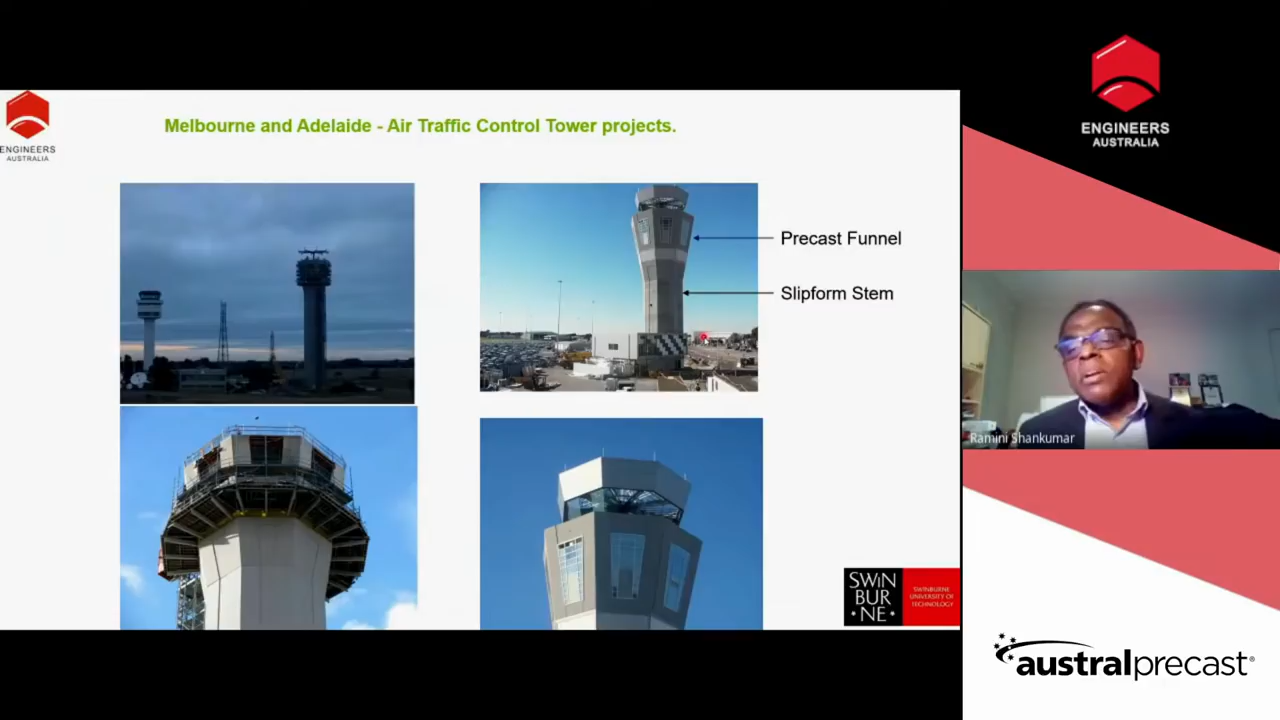 Melbourne and Adelaide - Air Traffic Control Tower projects.
ENGINEERS
AUSTRALIA
Precast Funnel
Slipform Stem
SWIN
BUR
*NE*
SWINBURNE
UNIVERSITY OF
TECHNOLOGY
ENGINEERS
AUSTRALIA
Ramini Shankumar
australprecast®